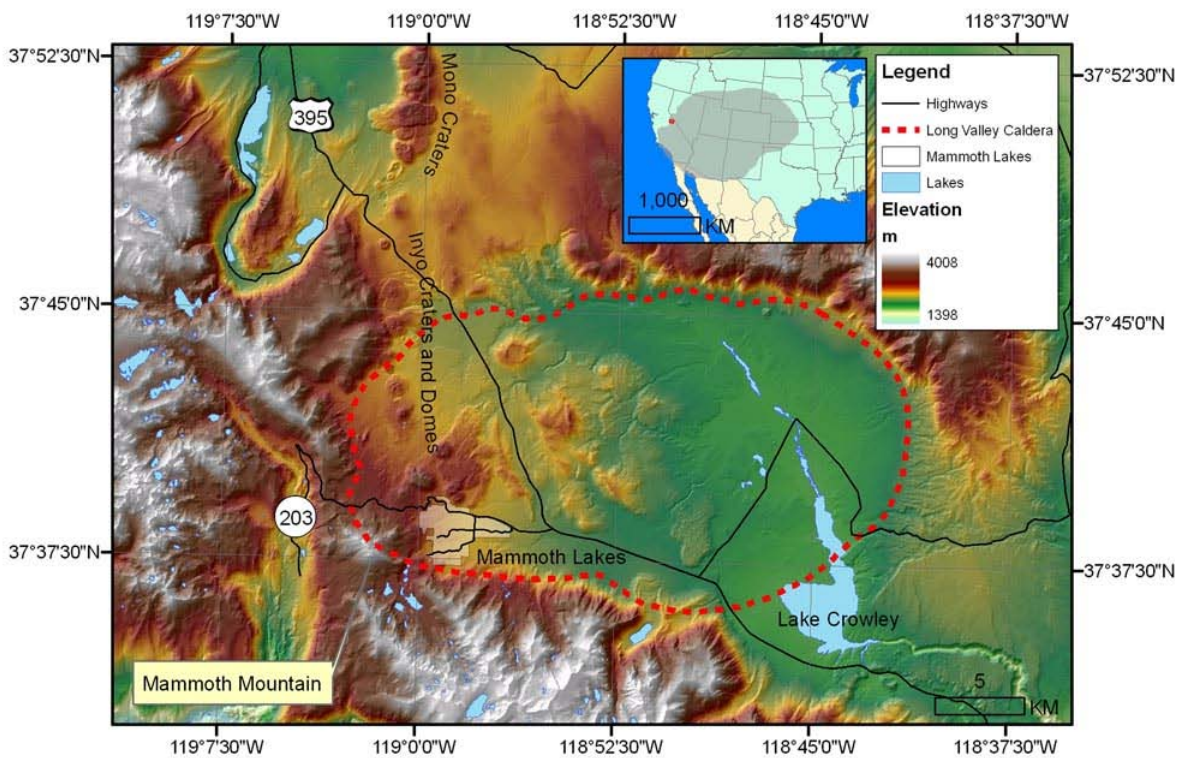 119°7'30"W 119°0'0"W 118°52'30"W 118°45'0"W 118°37'30"W
37°52'30"N
37°52'30"N
Mono Craters
395
1,000
KM
Legend
Highways
Long Valley Caldera
Mammoth Lakes
Lakes
Elevation
m
4008
1398
37°45'0"N
37°45'0"N
Inyo Craters and Domes
203
37°37'30"N
37°37'30"N
Mammoth Lakes
Lake Crowley
Mammoth Mountain
5
KM
119°7'30"W 119°0'0"W 118°52'30"W 118°45'0"W 118°37'30"W